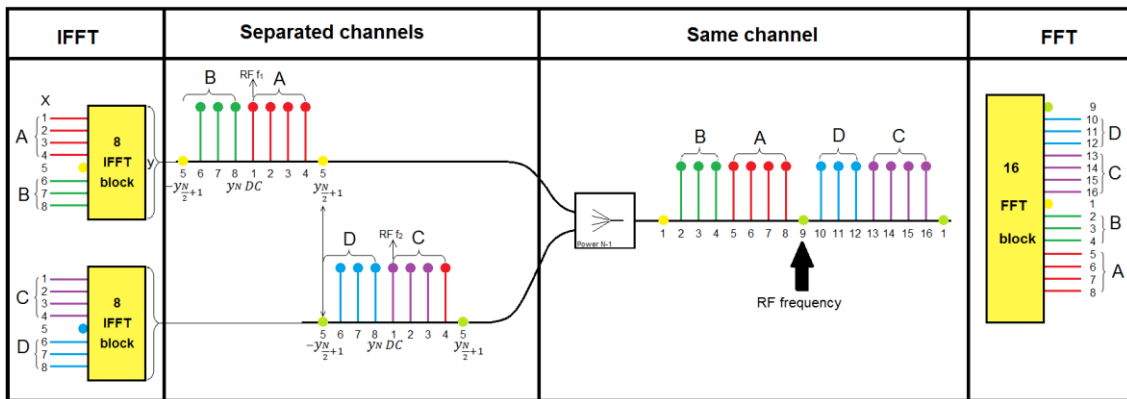 IFFT
Separated channels
Same channel
FFT
X
A
1
2
3
4
5
B
6
7
8
8
IFFT
block
y
B
RF f₁
A
5 6 7 8 1 2 3 4 5
-yN/2+1 yN DC yN/2+1
C
1
2
3
4
5
D
6
7
8
8
IFFT
block
D
RF f₂
C
5 6 7 8 1 2 3 4 5
-yN/2+1 yN DC yN/2+1
Power N-1
B A D C
1 2 3 4 5 6 7 8 9 10 11 12 13 14 15 16 1
RF frequency
16
FFT
block
9
10
11
12
D
13
14
15
16
C
1
2
3
4
B
5
6
7
8
A